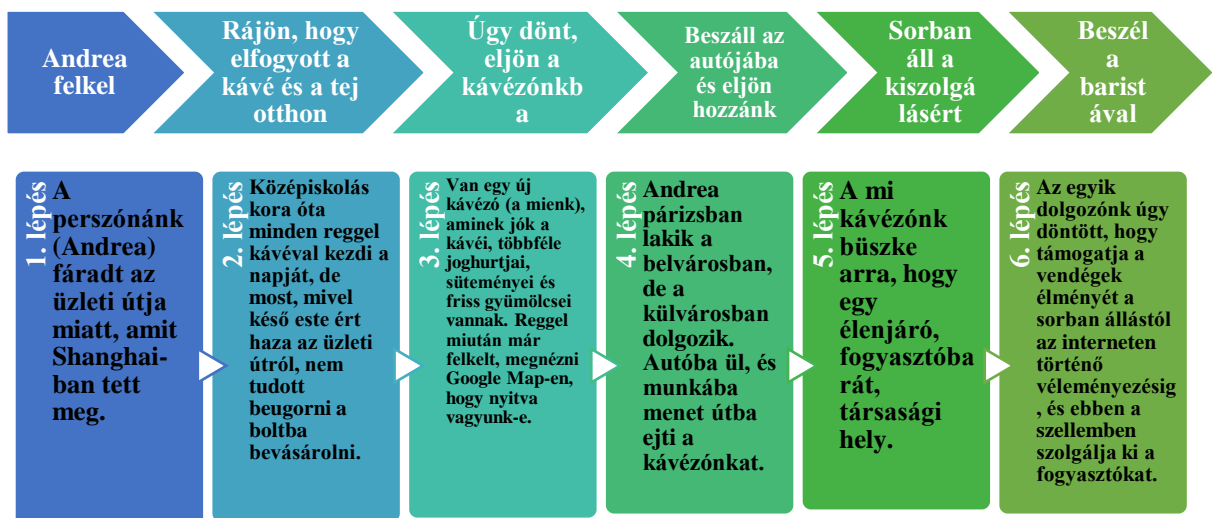 Andrea
felkel
Rájön, hogy
elfogyott a
kávé és a tej
otthon
Úgy dönt,
eljön a
kávézónkb
a
Beszáll az
autójába
és eljön
hozzánk
Sorban
áll a
kiszolgá
lásért
Beszél
a
barist
ával
1. lépés
A
perszónánk
(Andrea)
fáradt az
üzleti útja
miatt, amit
Shanghai-
ban tett
meg.
2. lépés
Középiskolás
kora óta
minden reggel
kávéval kezdi a
napját, de
most, mivel
késő este ért
haza az üzleti
útról, nem
tudott
beugorni a
boltba
bevásárolni.
3. lépés
Van egy új
kávézó (a mienk),
aminek jók a
kávéi, többféle
joghurtjai,
süteményei és
friss gyümölcsei
vannak. Reggel
miután már
felkelt, megnézni
Google Map-en,
hogy nyitva
vagyunk-e.
4. lépés
Andrea
párizsban
lakik a
belvárosban,
de a
külvárosban
dolgozik.
Autóba ül, és
munkába
menet útba
ejti a
kávézónkat.
5. lépés
A mi
kávézónk
büszke
arra, hogy
egy
élenjáró,
fogyasztóba
rát,
társasági
hely.
6. lépés
Az egyik
dolgozónk úgy
döntött, hogy
támogatja a
vendégek
élményét a
sorban állástól
az interneten
történő
véleményezésig
, és ebben a
szellemben
szolgálja ki a
fogyasztókat.